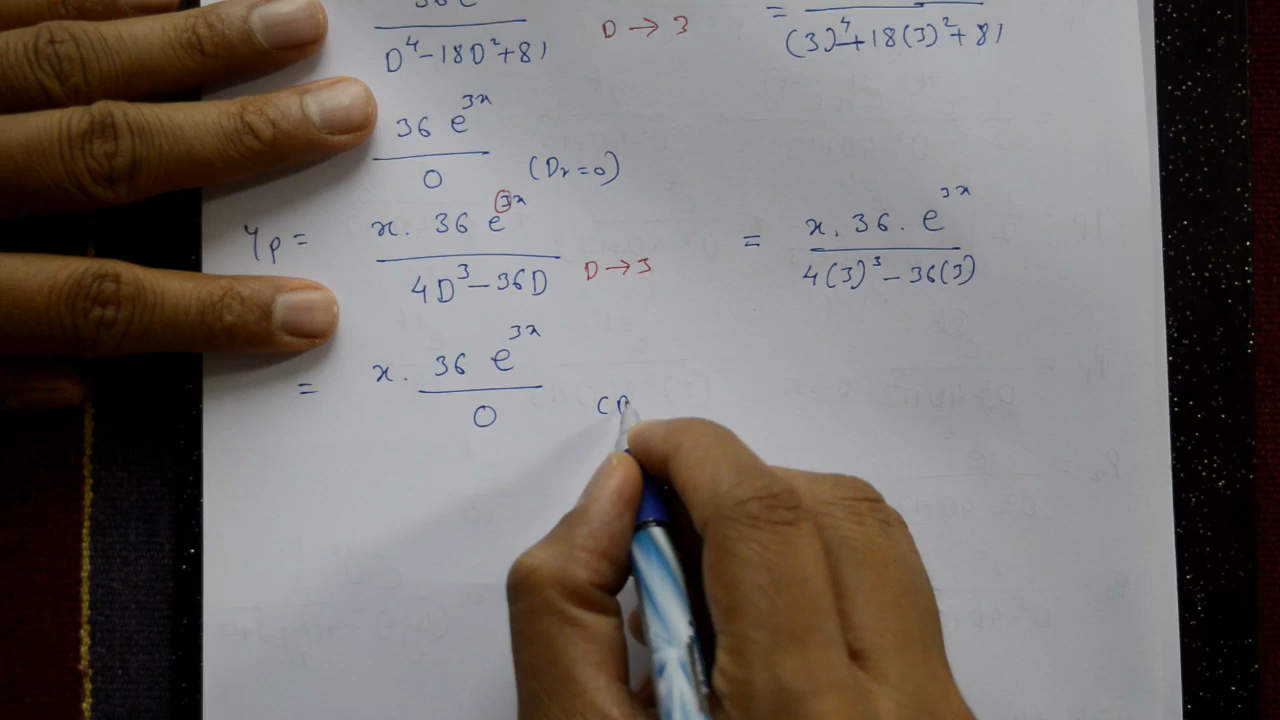 36e
D⁴-18D²+81 D → 3 = (3)⁴+18(3)²+81
36 e³ˣ
0 (Dr=0)
Yp = x. 36 e³ˣ = x. 36. e³ˣ
4D³-36D D → 3 4(3)³-36(3)
= x. 36 e³ˣ
0 (D